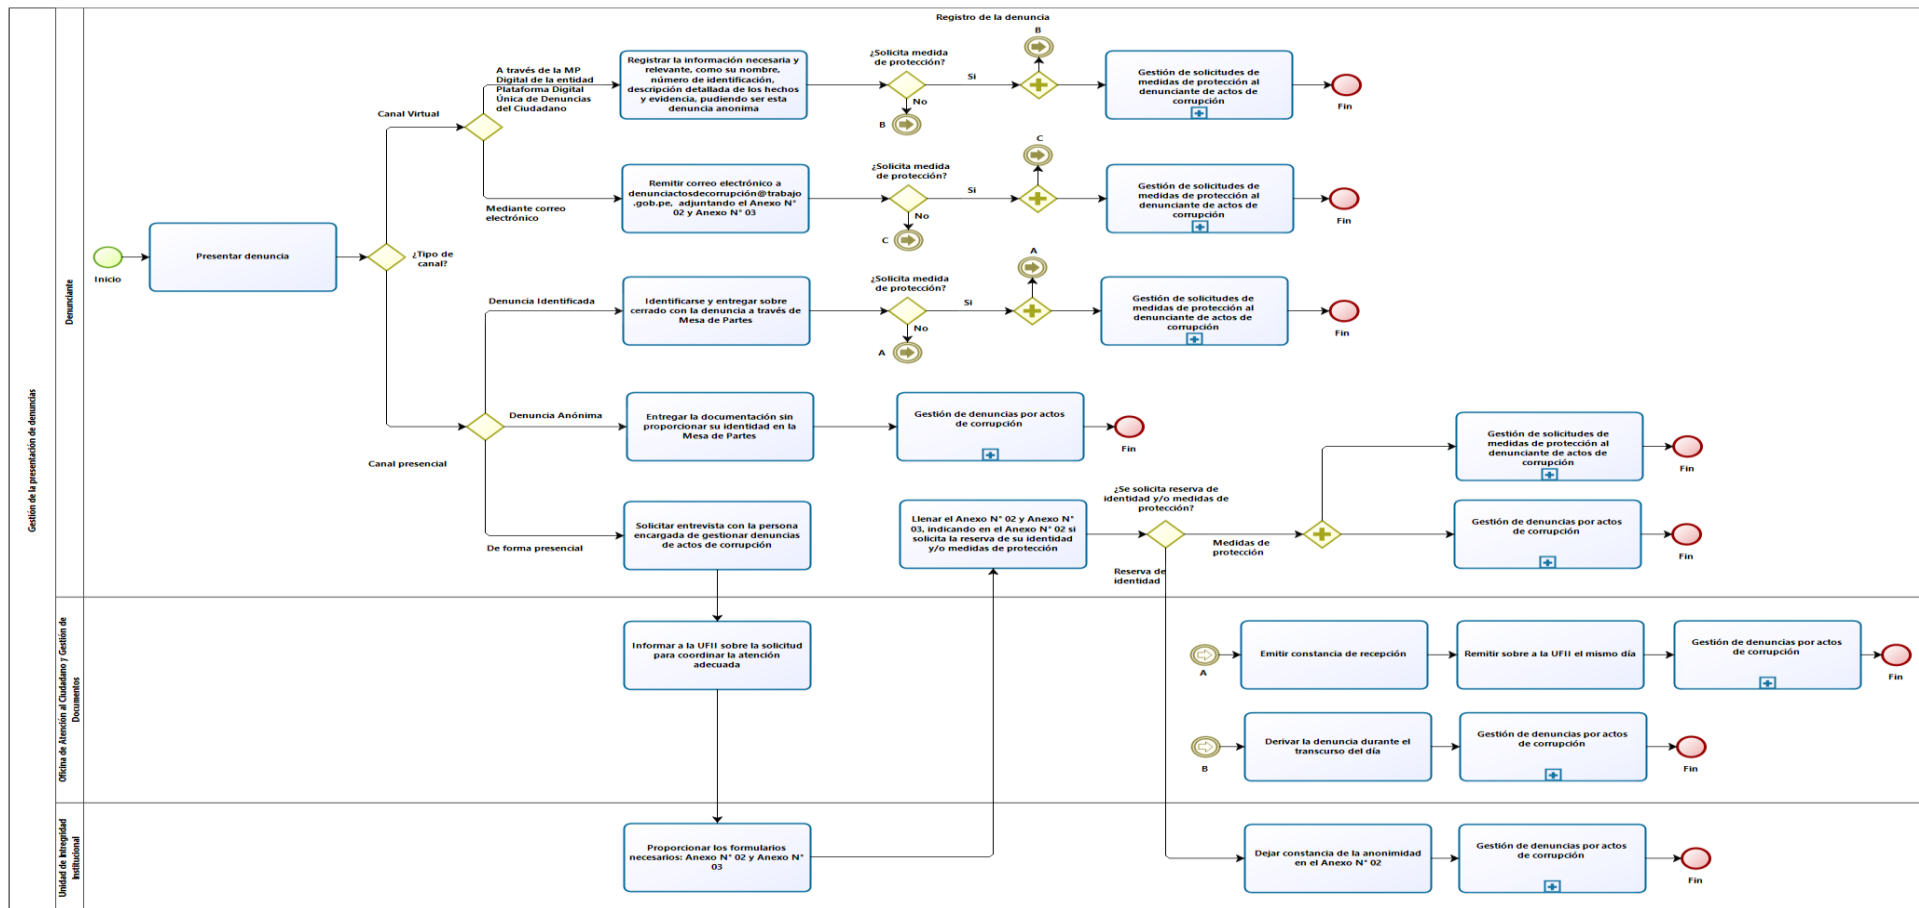 Gestión de la presentación de denuncias
Denunciante
Registro de la denuncia
Inicio
Presentar denuncia
¿Tipo de
canal?
Canal Virtual
A través de la MP
Digital de la entidad
Plataforma Digital
Única de Denuncias
del Ciudadano
Registrar la información necesaria y
relevante, como su nombre,
número de identificación,
descripción detallada de los hechos
y evidencia, pudiendo ser esta
denuncia anonima
¿Solicita medida
de protección?
Si
No
B
B
Gestión de solicitudes de
medidas de protección al
denunciante de actos de
corrupción
Fin
Mediante correo
electrónico
Remitir correo electrónico a
denunciactosdecorrupción@trabajo
.gob.pe, adjuntando el Anexo N°
02 y Anexo N° 03
¿Solicita medida
de protección?
Si
No
C
C
Gestión de solicitudes de
medidas de protección al
denunciante de actos de
corrupción
Fin
Denuncia Identificada
Identificarse y entregar sobre
cerrado con la denuncia a través de
Mesa de Partes
¿Solicita medida
de protección?
Si
No
A
A
Gestión de solicitudes de
medidas de protección al
denunciante de actos de
corrupción
Fin
Canal presencial
Denuncia Anónima
Entregar la documentación sin
proporcionar su identidad en la
Mesa de Partes
Gestión de denuncias por actos
de corrupción
Fin
De forma presencial
Solicitar entrevista con la persona
encargada de gestionar denuncias
de actos de corrupción
Llenar el Anexo N° 02 y Anexo N°
03, indicando en el Anexo N° 02 si
solicita la reserva de su identidad
y/o medidas de protección
¿Se solicita reserva de
identidad y/o medidas de
protección?
Medidas de
protección
Reserva de
identidad
Gestión de solicitudes de
medidas de protección al
denunciante de actos de
corrupción
Fin
Gestión de denuncias por actos
de corrupción
Fin
Oficina de Atención al Ciudadano y Gestión de
Documentos
Informar a la UFII sobre la solicitud
para coordinar la atención
adecuada
A
Emitir constancia de recepción
Remitir sobre a la UFII el mismo día
Gestión de denuncias por actos
de corrupción
Fin
B
Derivar la denuncia durante el
transcurso del día
Gestión de denuncias por actos
de corrupción
Fin
Unidad de Integridad
Institucional
Proporcionar los formularios
necesarios: Anexo N° 02 y Anexo N°
03
Dejar constancia de la anonimidad
en el Anexo N° 02
Gestión de denuncias por actos
de corrupción
Fin